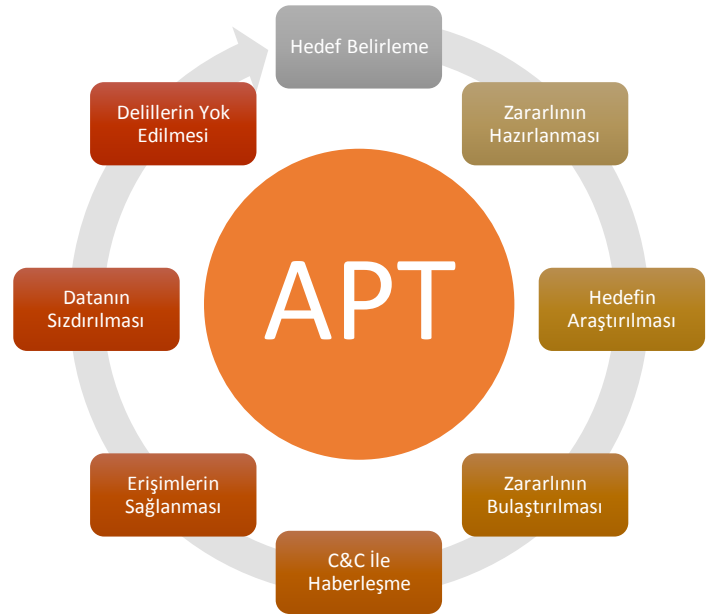 Hedef Belirleme
Zararlının
Hazırlanması
Hedefin
Araştırılması
Zararlının
Bulaştırılması
C&C İle
Haberleşme
Erişimlerin
Sağlanması
Datanın
Sızdırılması
Delillerin Yok
Edilmesi
APT